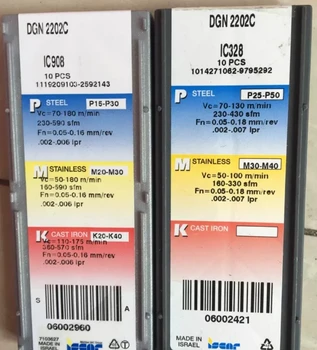 DGN 2202C
IC908
10 PCS
1119209103-2592143
P STEEL P15-P30
Vc=70-180 m/min
230-590 sfm
Fn=0.05-0.16 mm/rev
.002-.006 ipr
M STAINLESS M20-M30
Vc=50-180 m/min
160-590 sfm
Fn=0.05-0.16 mm/rev
.002-.006 ipr
K CAST IRON K20-K40
Vc=110-175 m/min
360-570 sfm
Fn=0.05-0.16 mm/rev
.002-.006 ipr
S A
06002960
7100627
MADE IN
ISRAEL
ISCAR
DGN 2202C
IC328
10 PCS
1014271062-9795292
P STEEL P25-P50
Vc=70-130 m/min
230-430 sfm
Fn=0.05-0.18 mm/rev
.002-.007 ipr
M STAINLESS M30-M40
Vc=50-100 m/min
160-330 sfm
Fn=0.05-0.18 mm/rev
.002-.007 ipr
K CAST IRON
06002421
MADE IN
ISRAEL
ISCAR